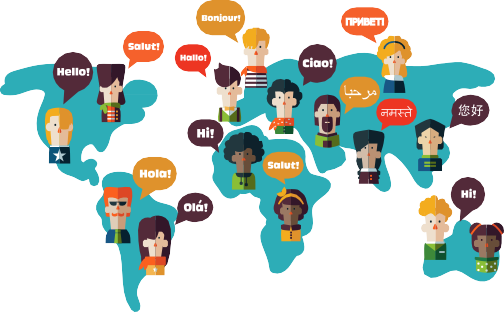 Bonjour!
ПРИВЕТ!
Salut!
Hallo!
Ciao!
Hello!
مرحبا
नमस्ते
您好
Hi!
Salut!
Hola!
Olá!
Hi!